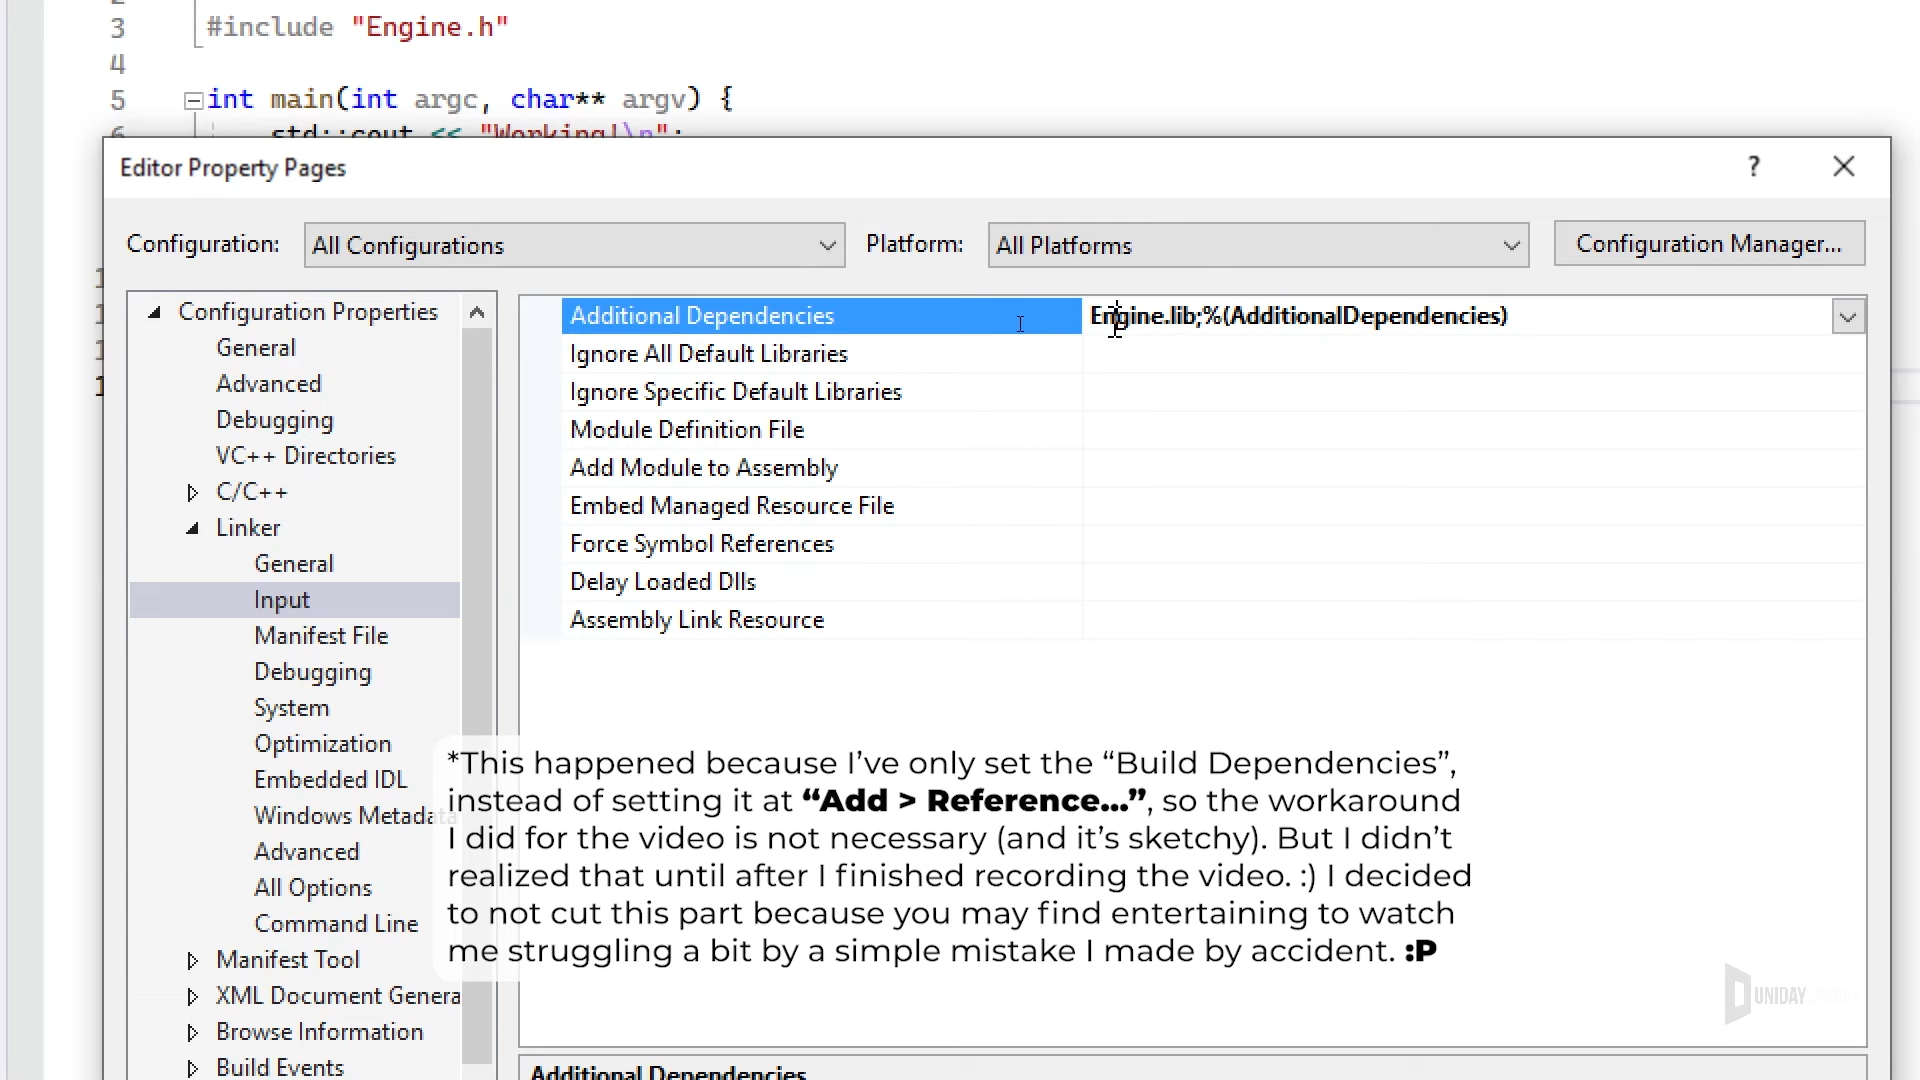 3 #include "Engine.h"
4
5 int main(int argc, char** argv) {
6 std::cout << "Working!\n";
Editor Property Pages ?
Configuration: All Configurations Platform: All Platforms Configuration Manager...
Configuration Properties
General
Advanced
Debugging
VC++ Directories
C/C++
Linker
General
Input
Manifest File
Debugging
System
Optimization
Embedded IDL
Windows Metadata
Advanced
All Options
Command Line
Manifest Tool
XML Document Genera
Browse Information
Build Events
Additional Dependencies Engine.lib;%(AdditionalDependencies)
Ignore All Default Libraries
Ignore Specific Default Libraries
Module Definition File
Add Module to Assembly
Embed Managed Resource File
Force Symbol References
Delay Loaded Dlls
Assembly Link Resource
*This happened because I've only set the “Build Dependencies”,
instead of setting it at “Add > Reference...”, so the workaround
I did for the video is not necessary (and it's sketchy). But I didn't
realized that until after I finished recording the video. :) I decided
to not cut this part because you may find entertaining to watch
me struggling a bit by a simple mistake I made by accident. :P
UNIDAY
Additional Dependencies